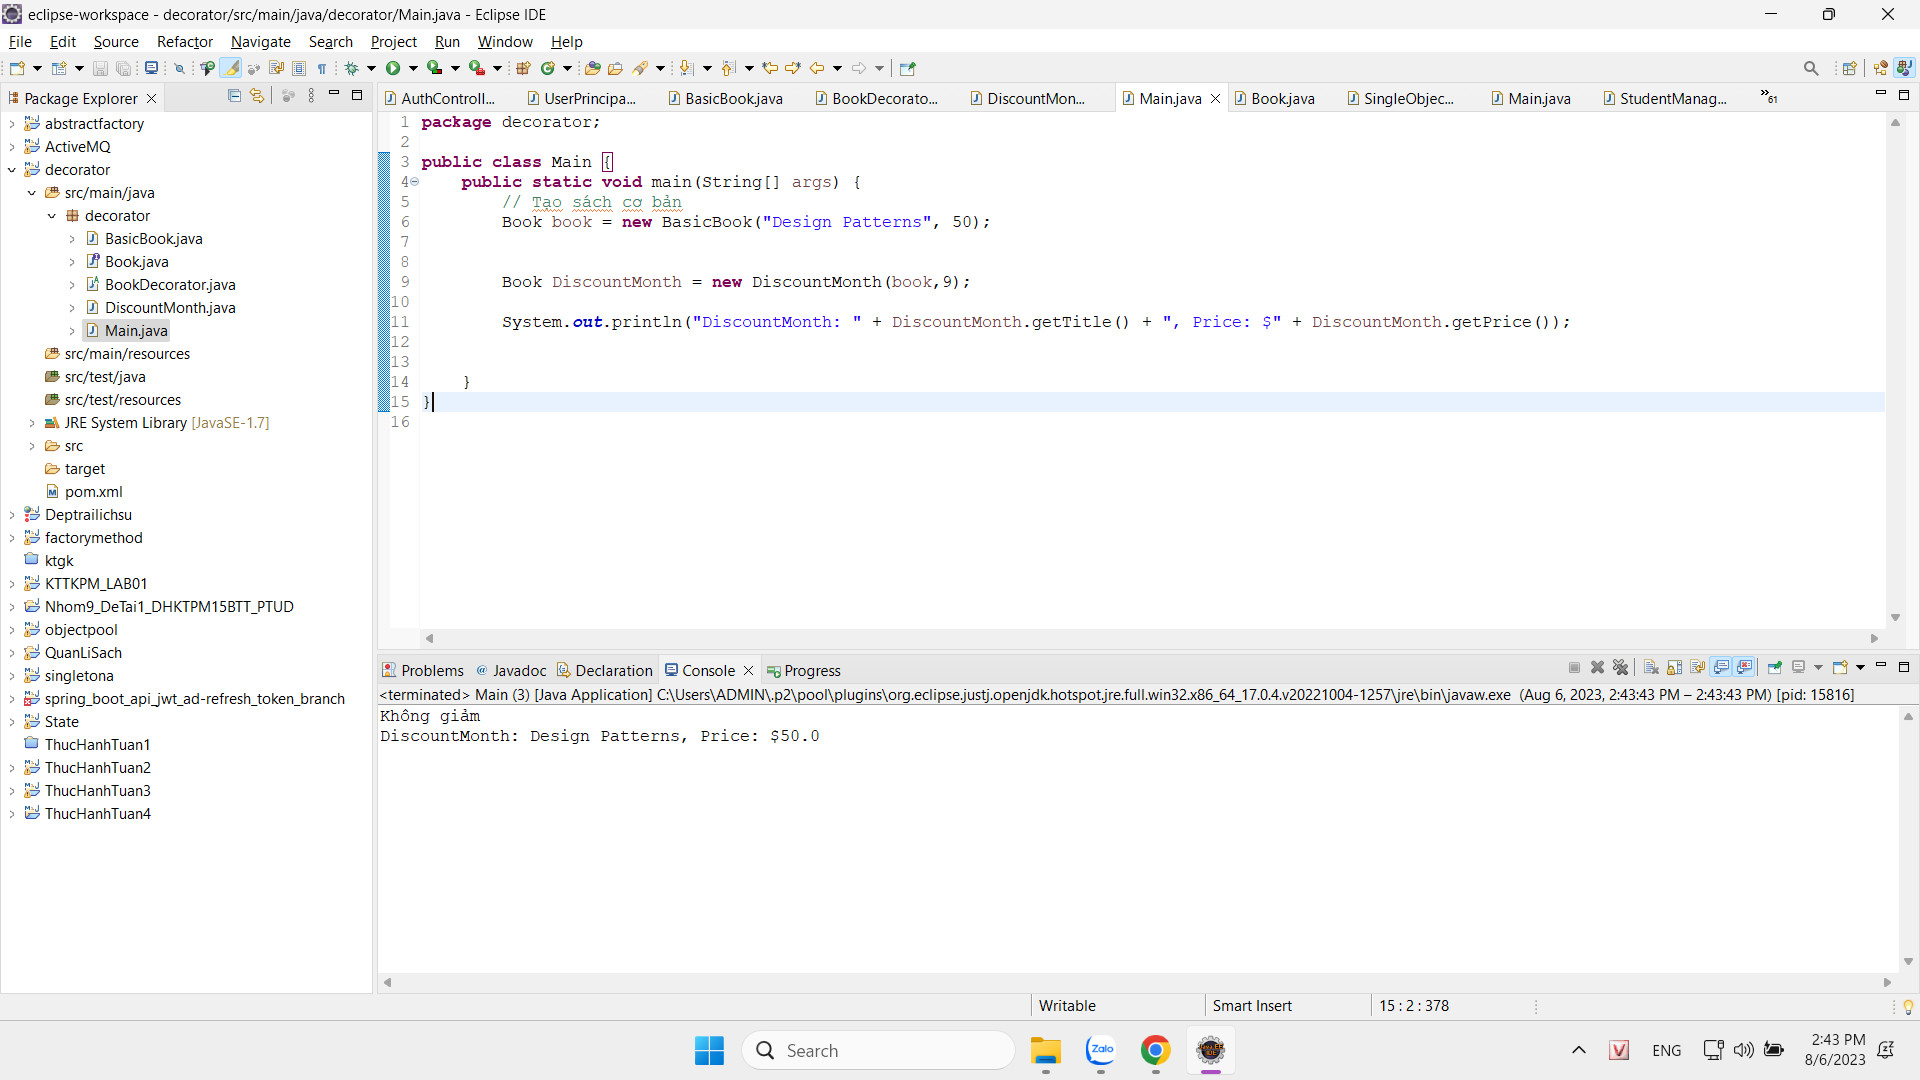 eclipse-workspace - decorator/src/main/java/decorator/Main.java - Eclipse IDE
File Edit Source Refactor Navigate Search Project Run Window Help
Package Explorer
abstractfactory
ActiveMQ
decorator
src/main/java
decorator
BasicBook.java
Book.java
BookDecorator.java
DiscountMonth.java
Main.java
src/main/resources
src/test/java
src/test/resources
JRE System Library [JavaSE-1.7]
src
target
pom.xml
Deptrailichsu
factorymethod
ktgk
KTTKPM_LAB01
Nhom9_DeTai1_DHKTPM15BTT_PTUD
objectpool
QuanLiSach
singletona
spring_boot_api_jwt_ad-refresh_token_branch
State
ThucHanhTuan1
ThucHanhTuan2
ThucHanhTuan3
ThucHanhTuan4
AuthControll... UserPrincipa... BasicBook.java BookDecorato... DiscountMon... Main.java Book.java SingleObjec... Main.java StudentManag... »61
1 package decorator;
2
3 public class Main {
4 public static void main(String[] args) {
5 // Tạo sách cơ bản
6 Book book = new BasicBook("Design Patterns", 50);
7
8
9 Book DiscountMonth = new DiscountMonth(book,9);
10
11 System.out.println("DiscountMonth: " + DiscountMonth.getTitle() + ", Price: $" + DiscountMonth.getPrice());
12
13
14 }
15 }
16
Problems Javadoc Declaration Console Progress
<terminated> Main (3) [Java Application] C:\Users\ADMIN\.p2\pool\plugins\org.eclipse.justj.openjdk.hotspot.jre.full.win32.x86_64_17.0.4.v20221004-1257\jre\bin\javaw.exe (Aug 6, 2023, 2:43:43 PM – 2:43:43 PM) [pid: 15816]
Không giảm
DiscountMonth: Design Patterns, Price: $50.0
Writable Smart Insert 15 : 2 : 378
Search Zalo ENG 2:43 PM
8/6/2023